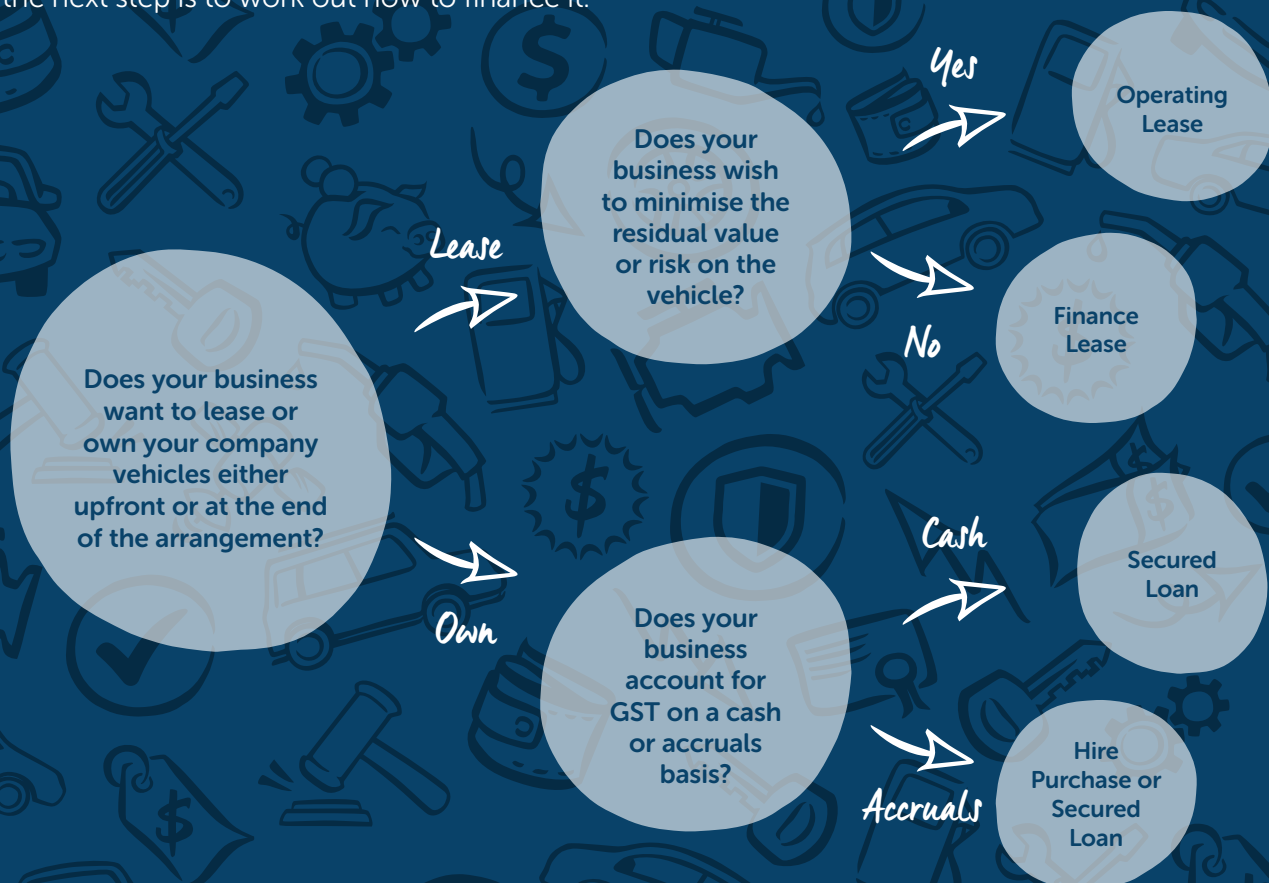 the next step is to work out how to finance it.
Does your business
want to lease or
own your company
vehicles either
upfront or at the end
of the arrangement?
Lease
Does your
business wish
to minimise the
residual value
or risk on the
vehicle?
Yes
Operating
Lease
No
Finance
Lease
Own
Does your
business
account for
GST on a cash
or accruals
basis?
Cash
Secured
Loan
Accruals
Hire
Purchase or
Secured
Loan